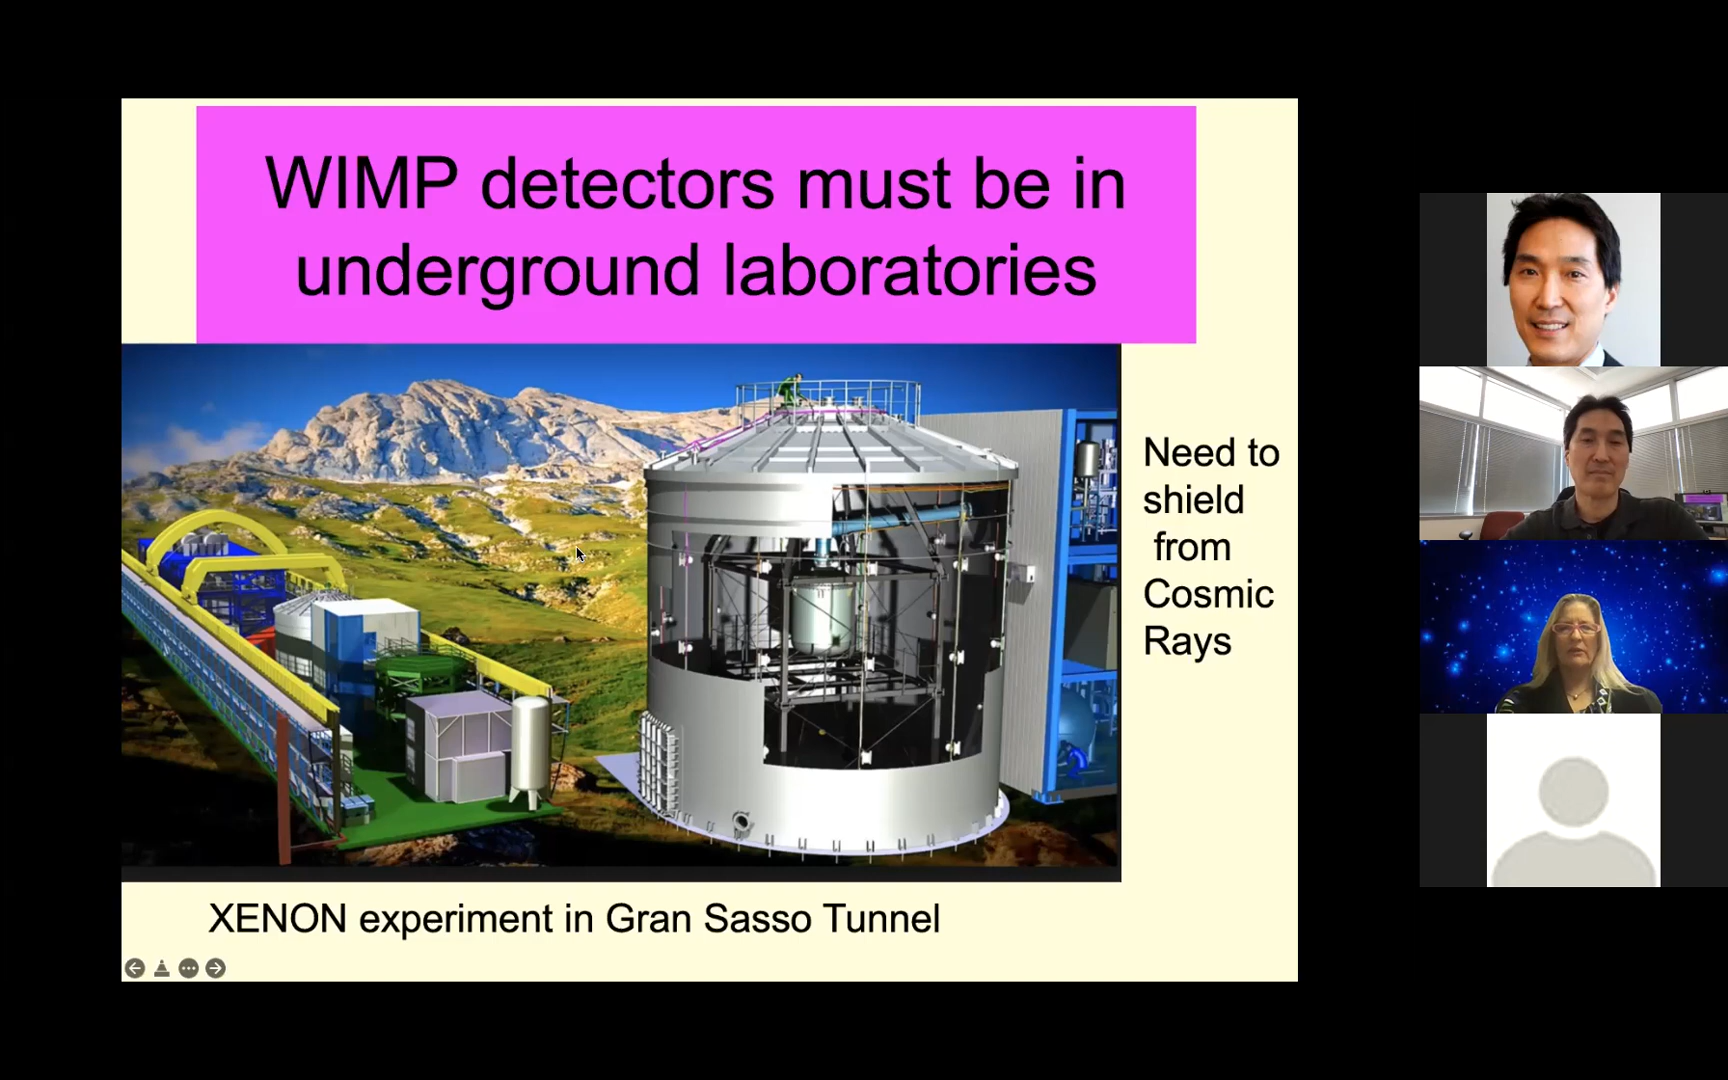 WIMP detectors must be in
underground laboratories
Need to
shield
from
Cosmic
Rays
XENON experiment in Gran Sasso Tunnel